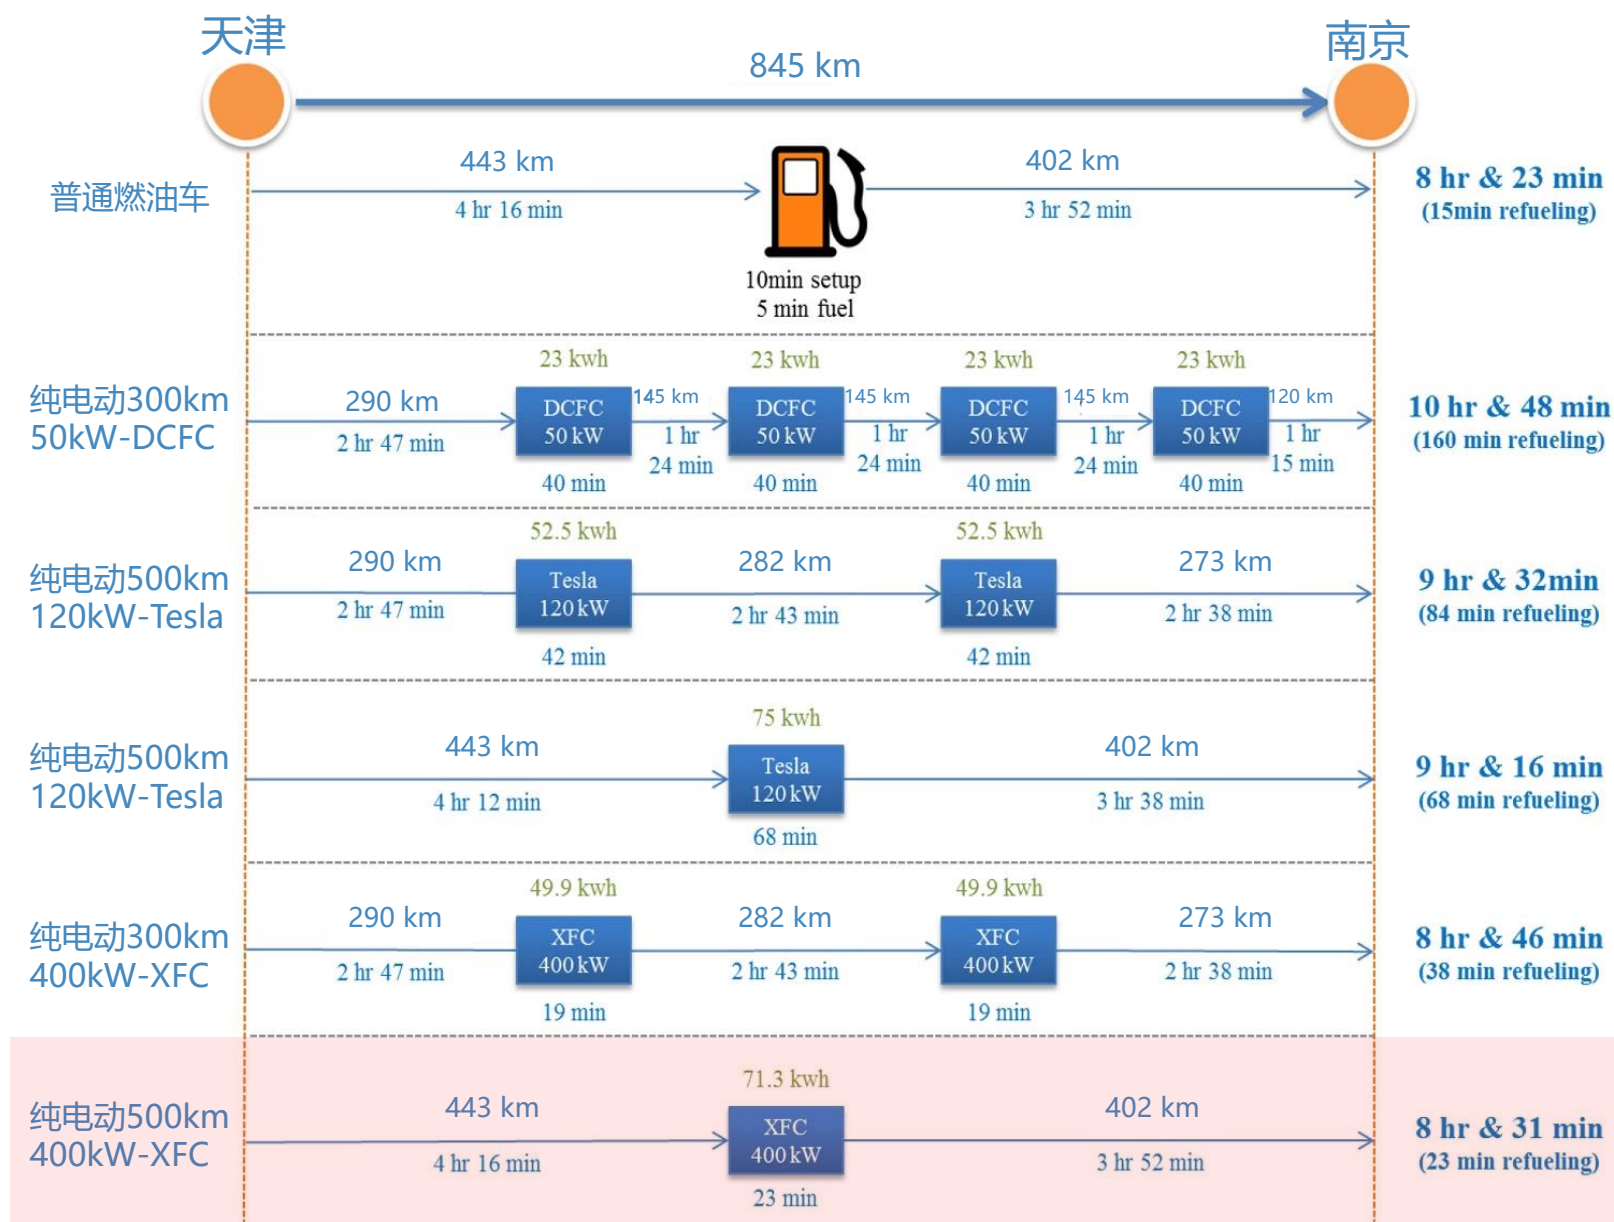 天津
南京
845 km
普通燃油车
443 km
4 hr 16 min
10min setup
5 min fuel
402 km
3 hr 52 min
8 hr & 23 min
(15min refueling)
纯电动300km
50kW-DCFC
290 km
2 hr 47 min
23 kwh
DCFC
50 kW
40 min
145 km
1 hr
24 min
23 kwh
DCFC
50 kW
40 min
145 km
1 hr
24 min
23 kwh
DCFC
50 kW
40 min
145 km
1 hr
24 min
23 kwh
DCFC
50 kW
40 min
120 km
1 hr
15 min
10 hr & 48 min
(160 min refueling)
纯电动500km
120kW-Tesla
290 km
2 hr 47 min
52.5 kwh
Tesla
120 kW
42 min
282 km
2 hr 43 min
52.5 kwh
Tesla
120 kW
42 min
273 km
2 hr 38 min
9 hr & 32min
(84 min refueling)
纯电动500km
120kW-Tesla
443 km
4 hr 12 min
75 kwh
Tesla
120 kW
68 min
402 km
3 hr 38 min
9 hr & 16 min
(68 min refueling)
纯电动300km
400kW-XFC
290 km
2 hr 47 min
49.9 kwh
XFC
400 kW
19 min
282 km
2 hr 43 min
49.9 kwh
XFC
400 kW
19 min
273 km
2 hr 38 min
8 hr & 46 min
(38 min refueling)
纯电动500km
400kW-XFC
443 km
4 hr 16 min
71.3 kwh
XFC
400 kW
23 min
402 km
3 hr 52 min
8 hr & 31 min
(23 min refueling)